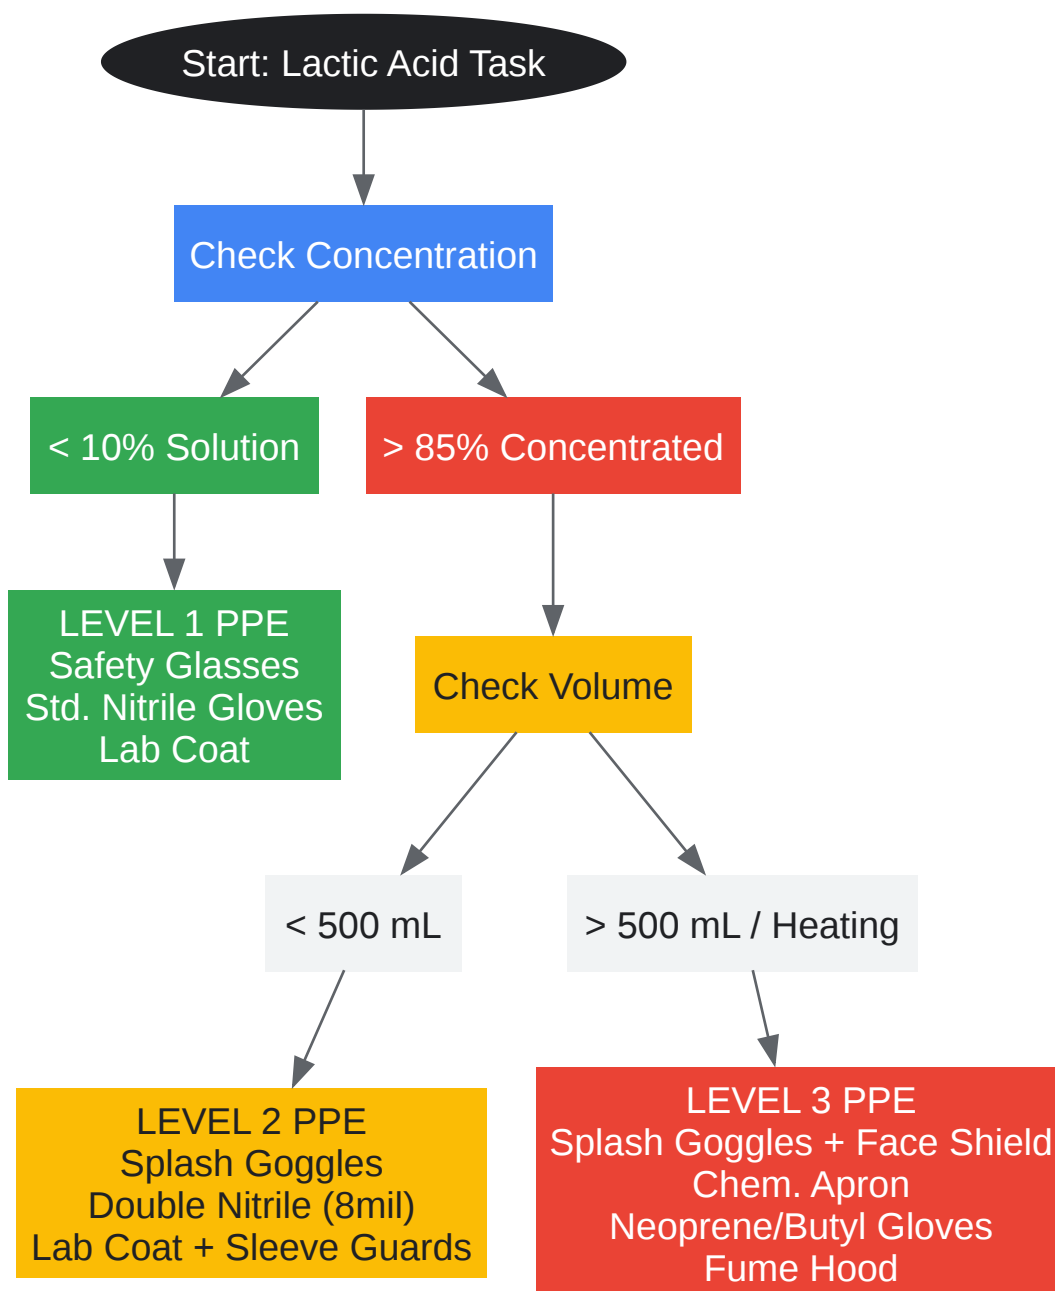 Start: Lactic Acid Task
Check Concentration
< 10% Solution
> 85% Concentrated
LEVEL 1 PPE
Safety Glasses
Std. Nitrile Gloves
Lab Coat
Check Volume
< 500 mL
> 500 mL / Heating
LEVEL 2 PPE
Splash Goggles
Double Nitrile (8mil)
Lab Coat + Sleeve Guards
LEVEL 3 PPE
Splash Goggles + Face Shield
Chem. Apron
Neoprene/Butyl Gloves
Fume Hood